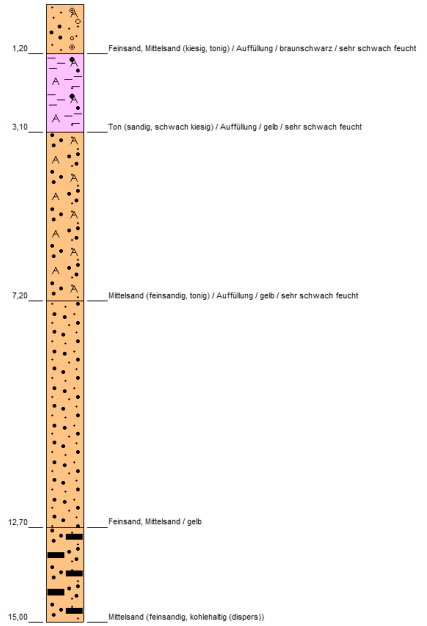 1,20 Feinsand, Mittelsand (kiesig, tonig) / Auffüllung / braunschwarz / sehr schwach feucht
3,10 Ton (sandig, schwach kiesig) / Auffüllung / gelb / sehr schwach feucht
7,20 Mittelsand (feinsandig, tonig) / Auffüllung / gelb / sehr schwach feucht
12,70 Feinsand, Mittelsand / gelb
15,00 Mittelsand (feinsandig, kohlehaltig (dispers))